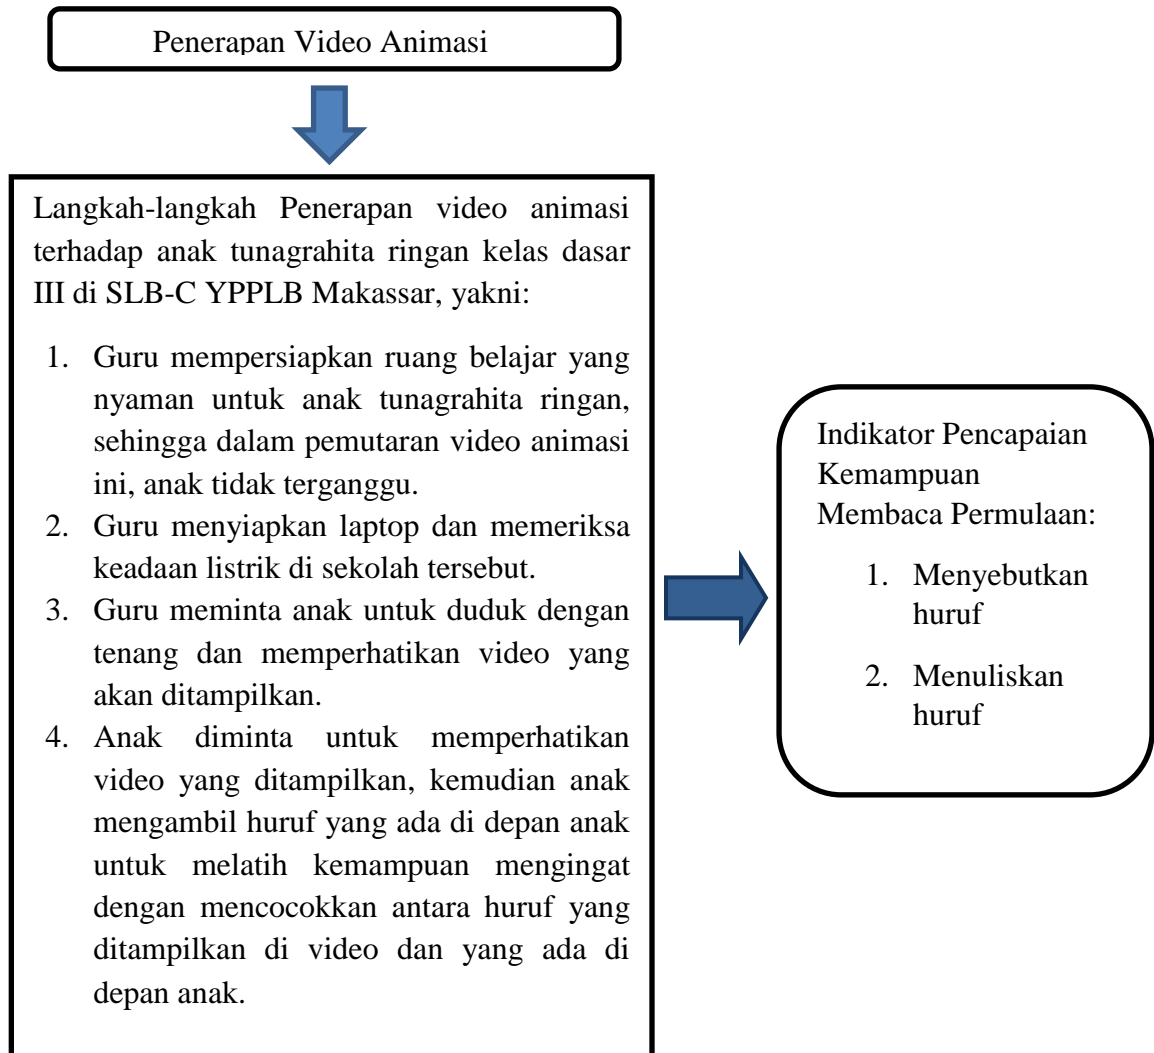 Penerapan Video Animasi
Langkah-langkah Penerapan video animasi
terhadap anak tunagrahita ringan kelas dasar
III di SLB-C YPPLB Makassar, yakni:
1. Guru mempersiapkan ruang belajar yang
nyaman untuk anak tunagrahita ringan,
sehingga dalam pemutaran video animasi
ini, anak tidak terganggu.
2. Guru menyiapkan laptop dan memeriksa
keadaan listrik di sekolah tersebut.
3. Guru meminta anak untuk duduk dengan
tenang dan memperhatikan video yang
akan ditampilkan.
4. Anak diminta untuk memperhatikan
video yang ditampilkan, kemudian anak
mengambil huruf yang ada di depan anak
untuk melatih kemampuan mengingat
dengan mencocokkan antara huruf yang
ditampilkan di video dan yang ada di
depan anak.
Indikator Pencapaian
Kemampuan
Membaca Permulaan:
1. Menyebutkan
huruf
2. Menuliskan
huruf